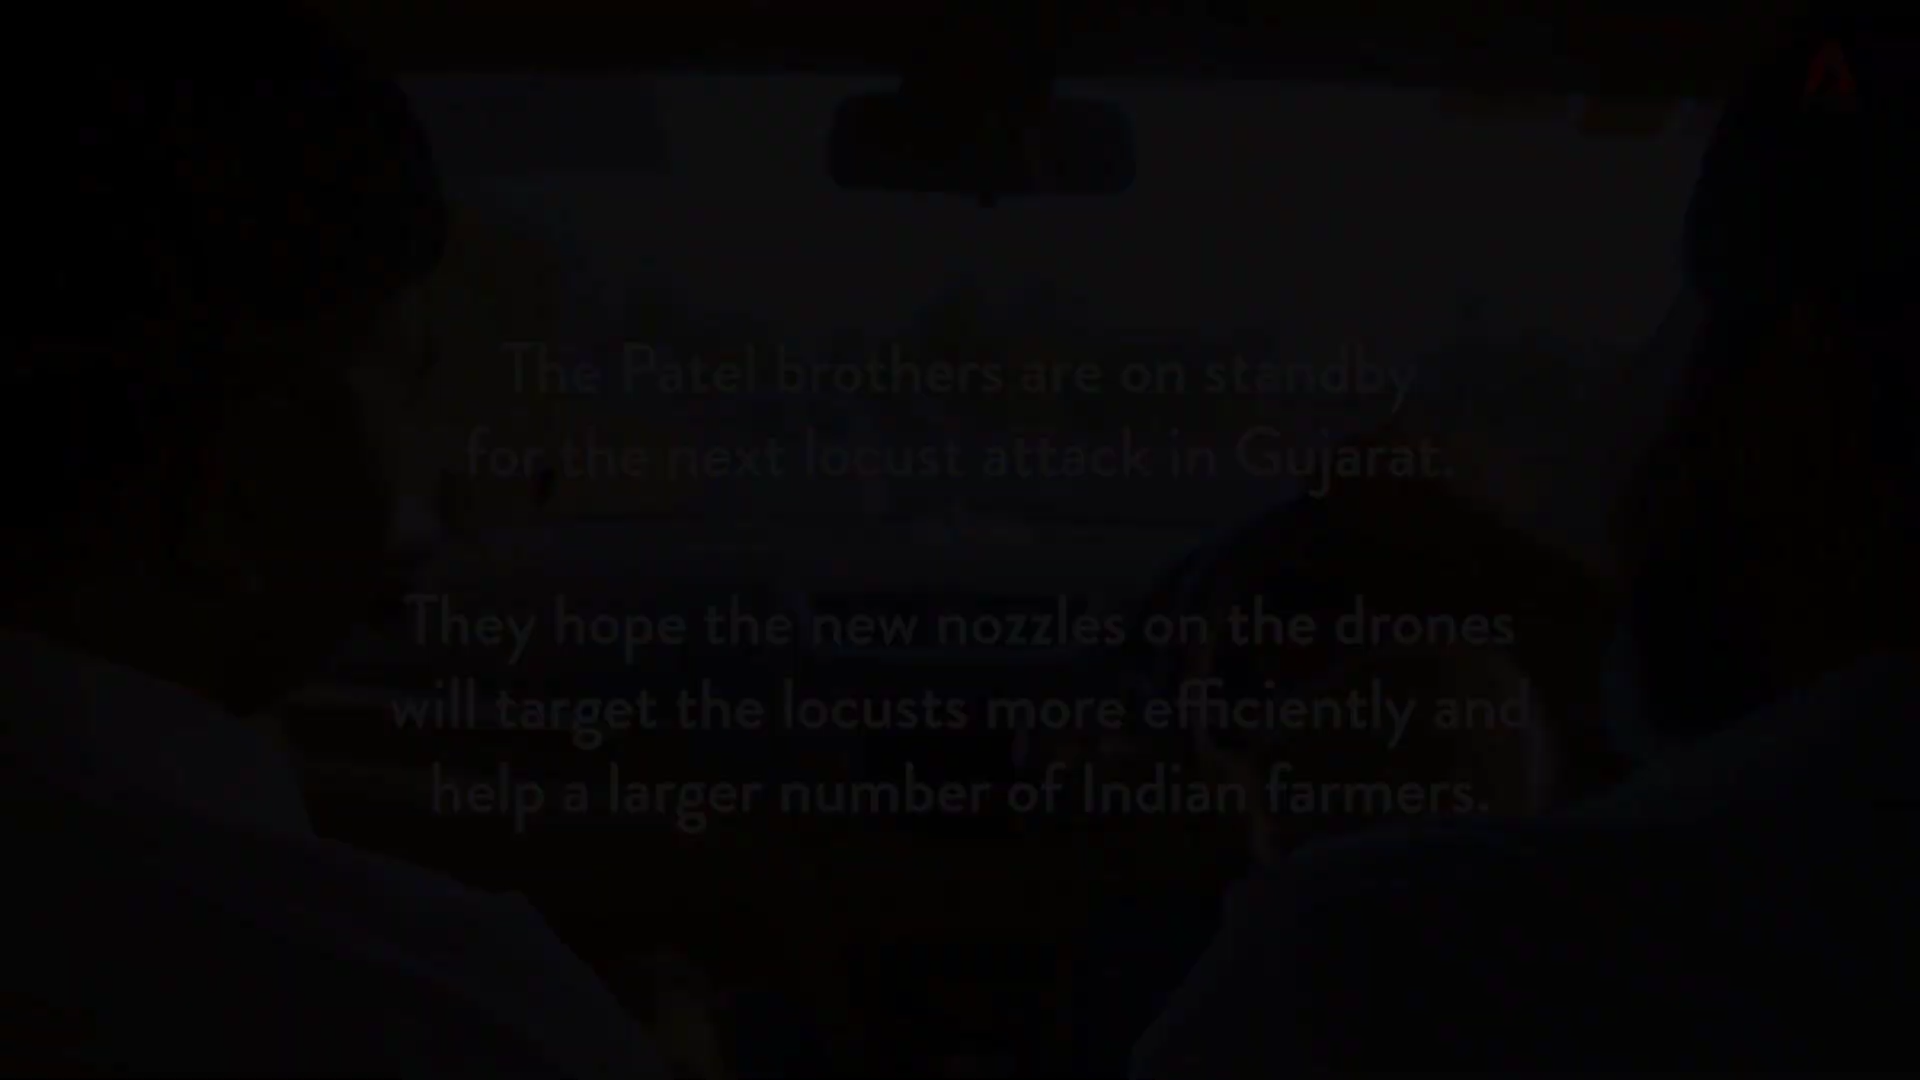 The Patel brothers are on standby
for the next locust attack in Gujarat.
They hope the new nozzles on the drones
will target the locusts more efficiently and
help a larger number of Indian farmers.